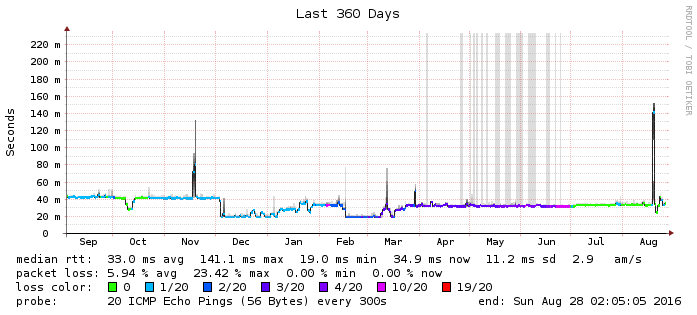 Last 360 Days
RRDTOOL / TOBI OETIKER
Seconds
220 m
200 m
180 m
160 m
140 m
120 m
100 m
80 m
60 m
40 m
20 m
0
Sep Oct Nov Dec Jan Feb Mar Apr May Jun Jul Aug
median rtt: 33.0 ms avg 141.1 ms max 19.0 ms min 34.9 ms now 11.2 ms sd 2.9 am/s
packet loss: 5.94 % avg 23.42 % max 0.00 % min 0.00 % now
loss color: 0 1/20 2/20 3/20 4/20 10/20 19/20
probe: 20 ICMP Echo Pings (56 Bytes) every 300s end: Sun Aug 28 02:05:05 2016